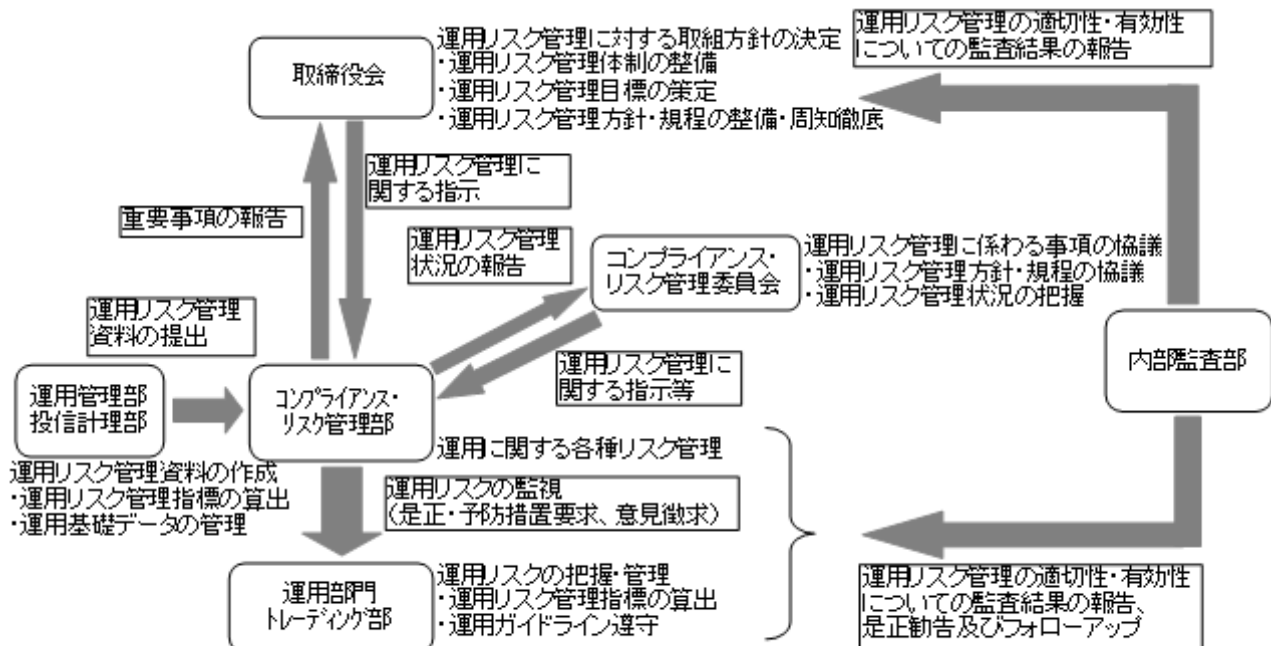 取締役会
運用リスク管理に対する取組方針の決定
・運用リスク管理体制の整備
・運用リスク管理目標の策定
・運用リスク管理方針・規程の整備・周知徹底
運用リスク管理の適切性・有効性
についての監査結果の報告
運用リスク管理に
関する指示
重要事項の報告
運用リスク管理
状況の報告
コンプライアンス・
リスク管理委員会
運用リスク管理に係わる事項の協議
・運用リスク管理方針・規程の協議
・運用リスク管理状況の把握
運用リスク管理
資料の提出
運用リスク管理に
関する指示等
内部監査部
運用管理部
投信計理部
コンプライアンス・
リスク管理部
運用に関する各種リスク管理
運用リスク管理資料の作成
・運用リスク管理指標の算出
・運用基礎データの管理
運用リスクの監視
（是正・予防措置要求、意見徴求）
運用部門
トレーディング部
運用リスクの把握・管理
・運用リスク管理指標の算出
・運用ガイドライン遵守
運用リスク管理の適切性・有効性
についての監査結果の報告、
是正勧告及びフォローアップ